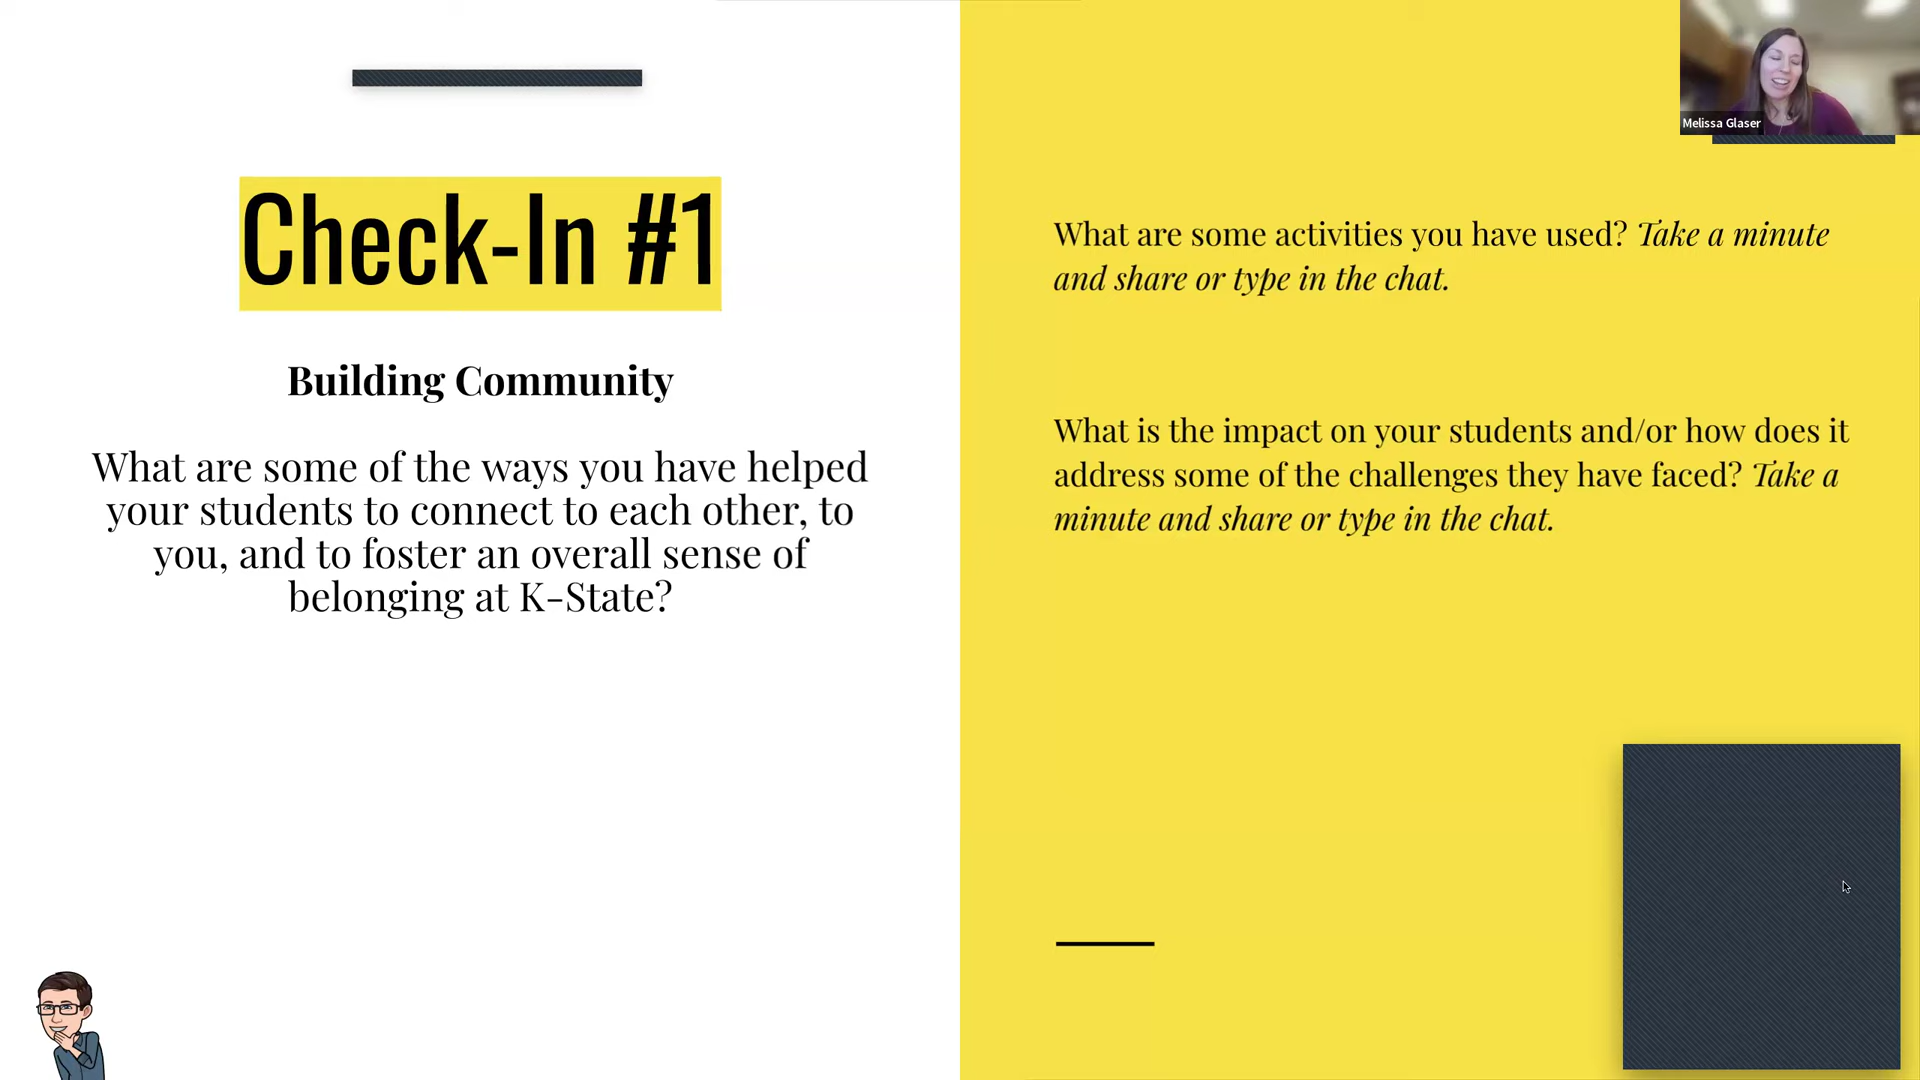 Check-In #1
Building Community
What are some of the ways you have helped
your students to connect to each other, to
you, and to foster an overall sense of
belonging at K-State?
What are some activities you have used? Take a minute
and share or type in the chat.
What is the impact on your students and/or how does it
address some of the challenges they have faced? Take a
minute and share or type in the chat.
Melissa Glaser